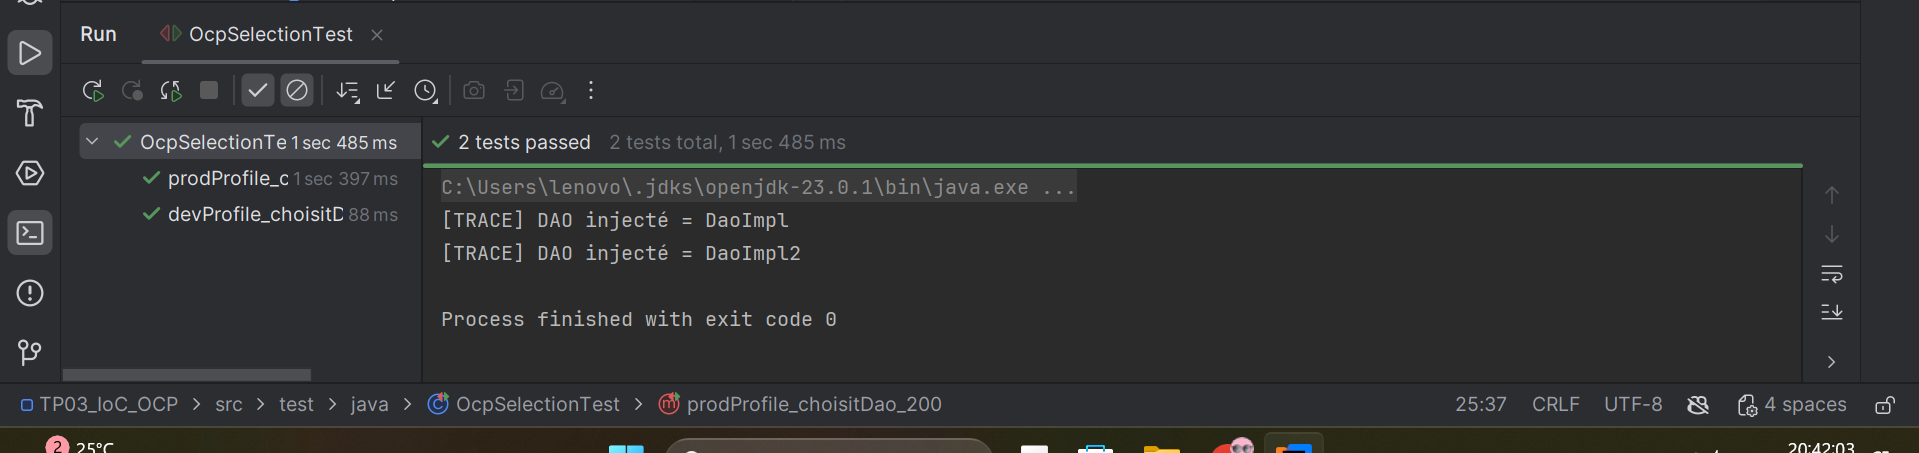 Run
OcpSelectionTest
OcpSelectionTe 1 sec 485 ms
prodProfile_c 1 sec 397 ms
devProfile_choisitD 88 ms
2 tests passed 2 tests total, 1 sec 485 ms
C:\Users\lenovo\.jdks\openjdk-23.0.1\bin\java.exe ...
[TRACE] DAO injecté = DaoImpl
[TRACE] DAO injecté = DaoImpl2
Process finished with exit code 0
TP03_IoC_OCP > src > test > java > OcpSelectionTest > prodProfile_choisitDao_200
25:37 CRLF UTF-8 4 spaces
2 25°C
20:42:03